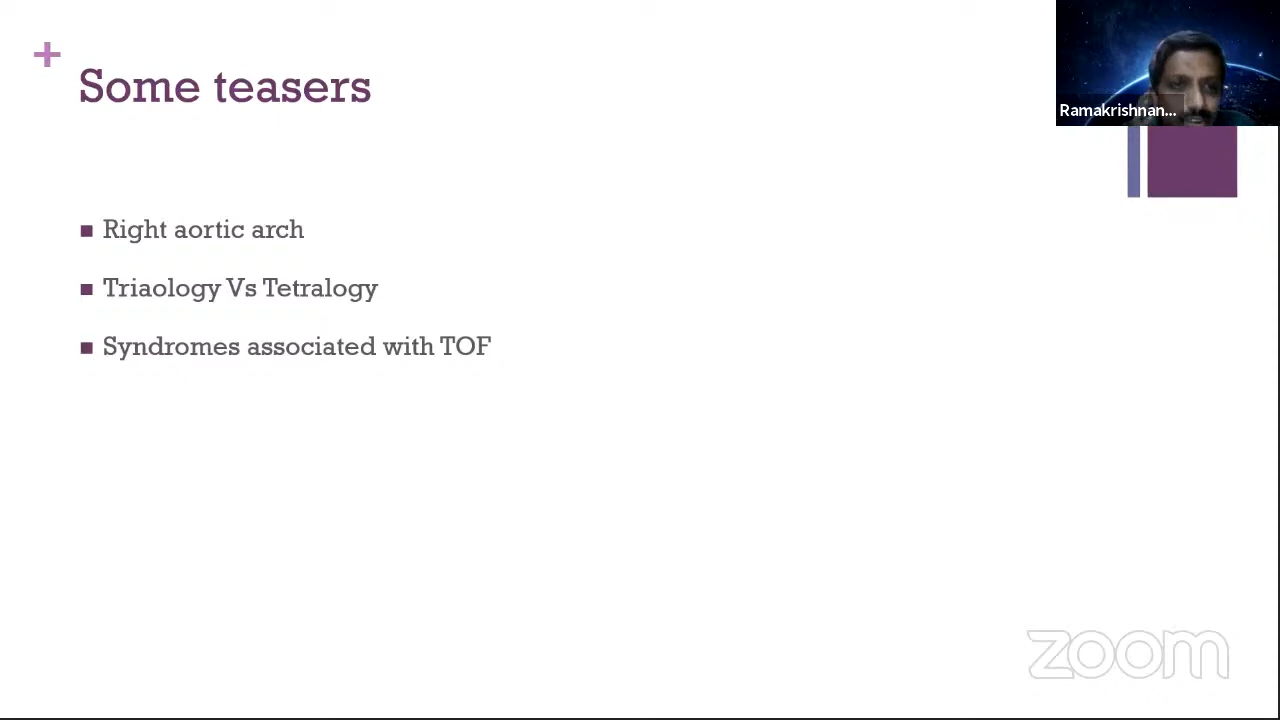 +
Some teasers
Ramakrishnan...
■ Right aortic arch
■ Triaology Vs Tetralogy
■ Syndromes associated with TOF
zoom